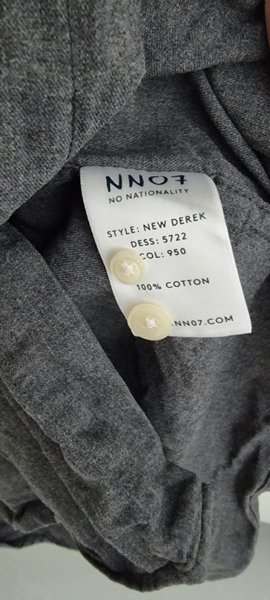 NN07
NO NATIONALITY
STYLE: NEW DEREK
DESS: 5722
COL: 950
100% COTTON
.NN07.COM